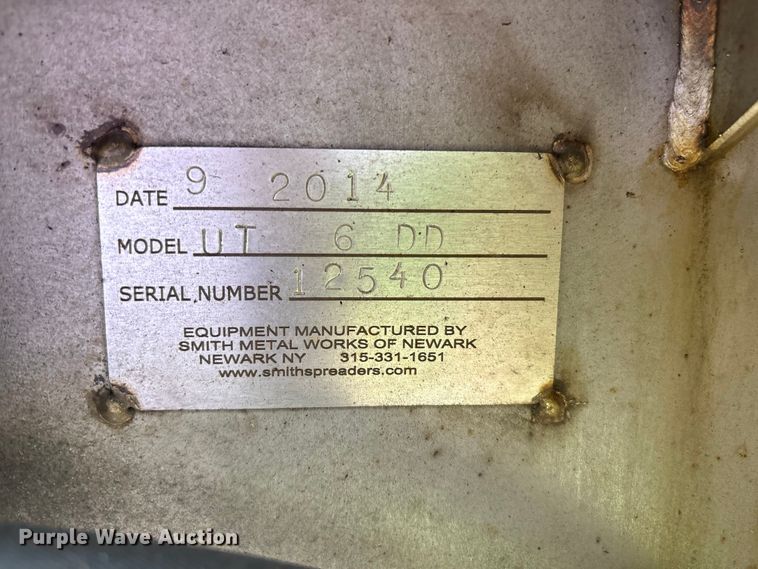 DATE 9 2014
MODEL UT 6 DD
SERIAL NUMBER 12540
EQUIPMENT MANUFACTURED BY
SMITH METAL WORKS OF NEWARK
NEWARK NY 315-331-1651
www.smithspreaders.com
Purple Wave Auction